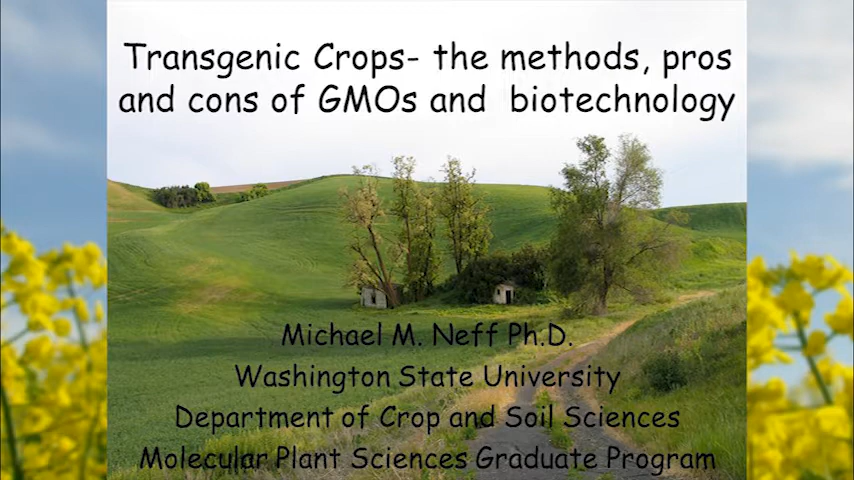 Transgenic Crops- the methods, pros
and cons of GMOs and biotechnology
Michael M. Neff Ph.D.
Washington State University
Department of Crop and Soil Sciences
Molecular Plant Sciences Graduate Program